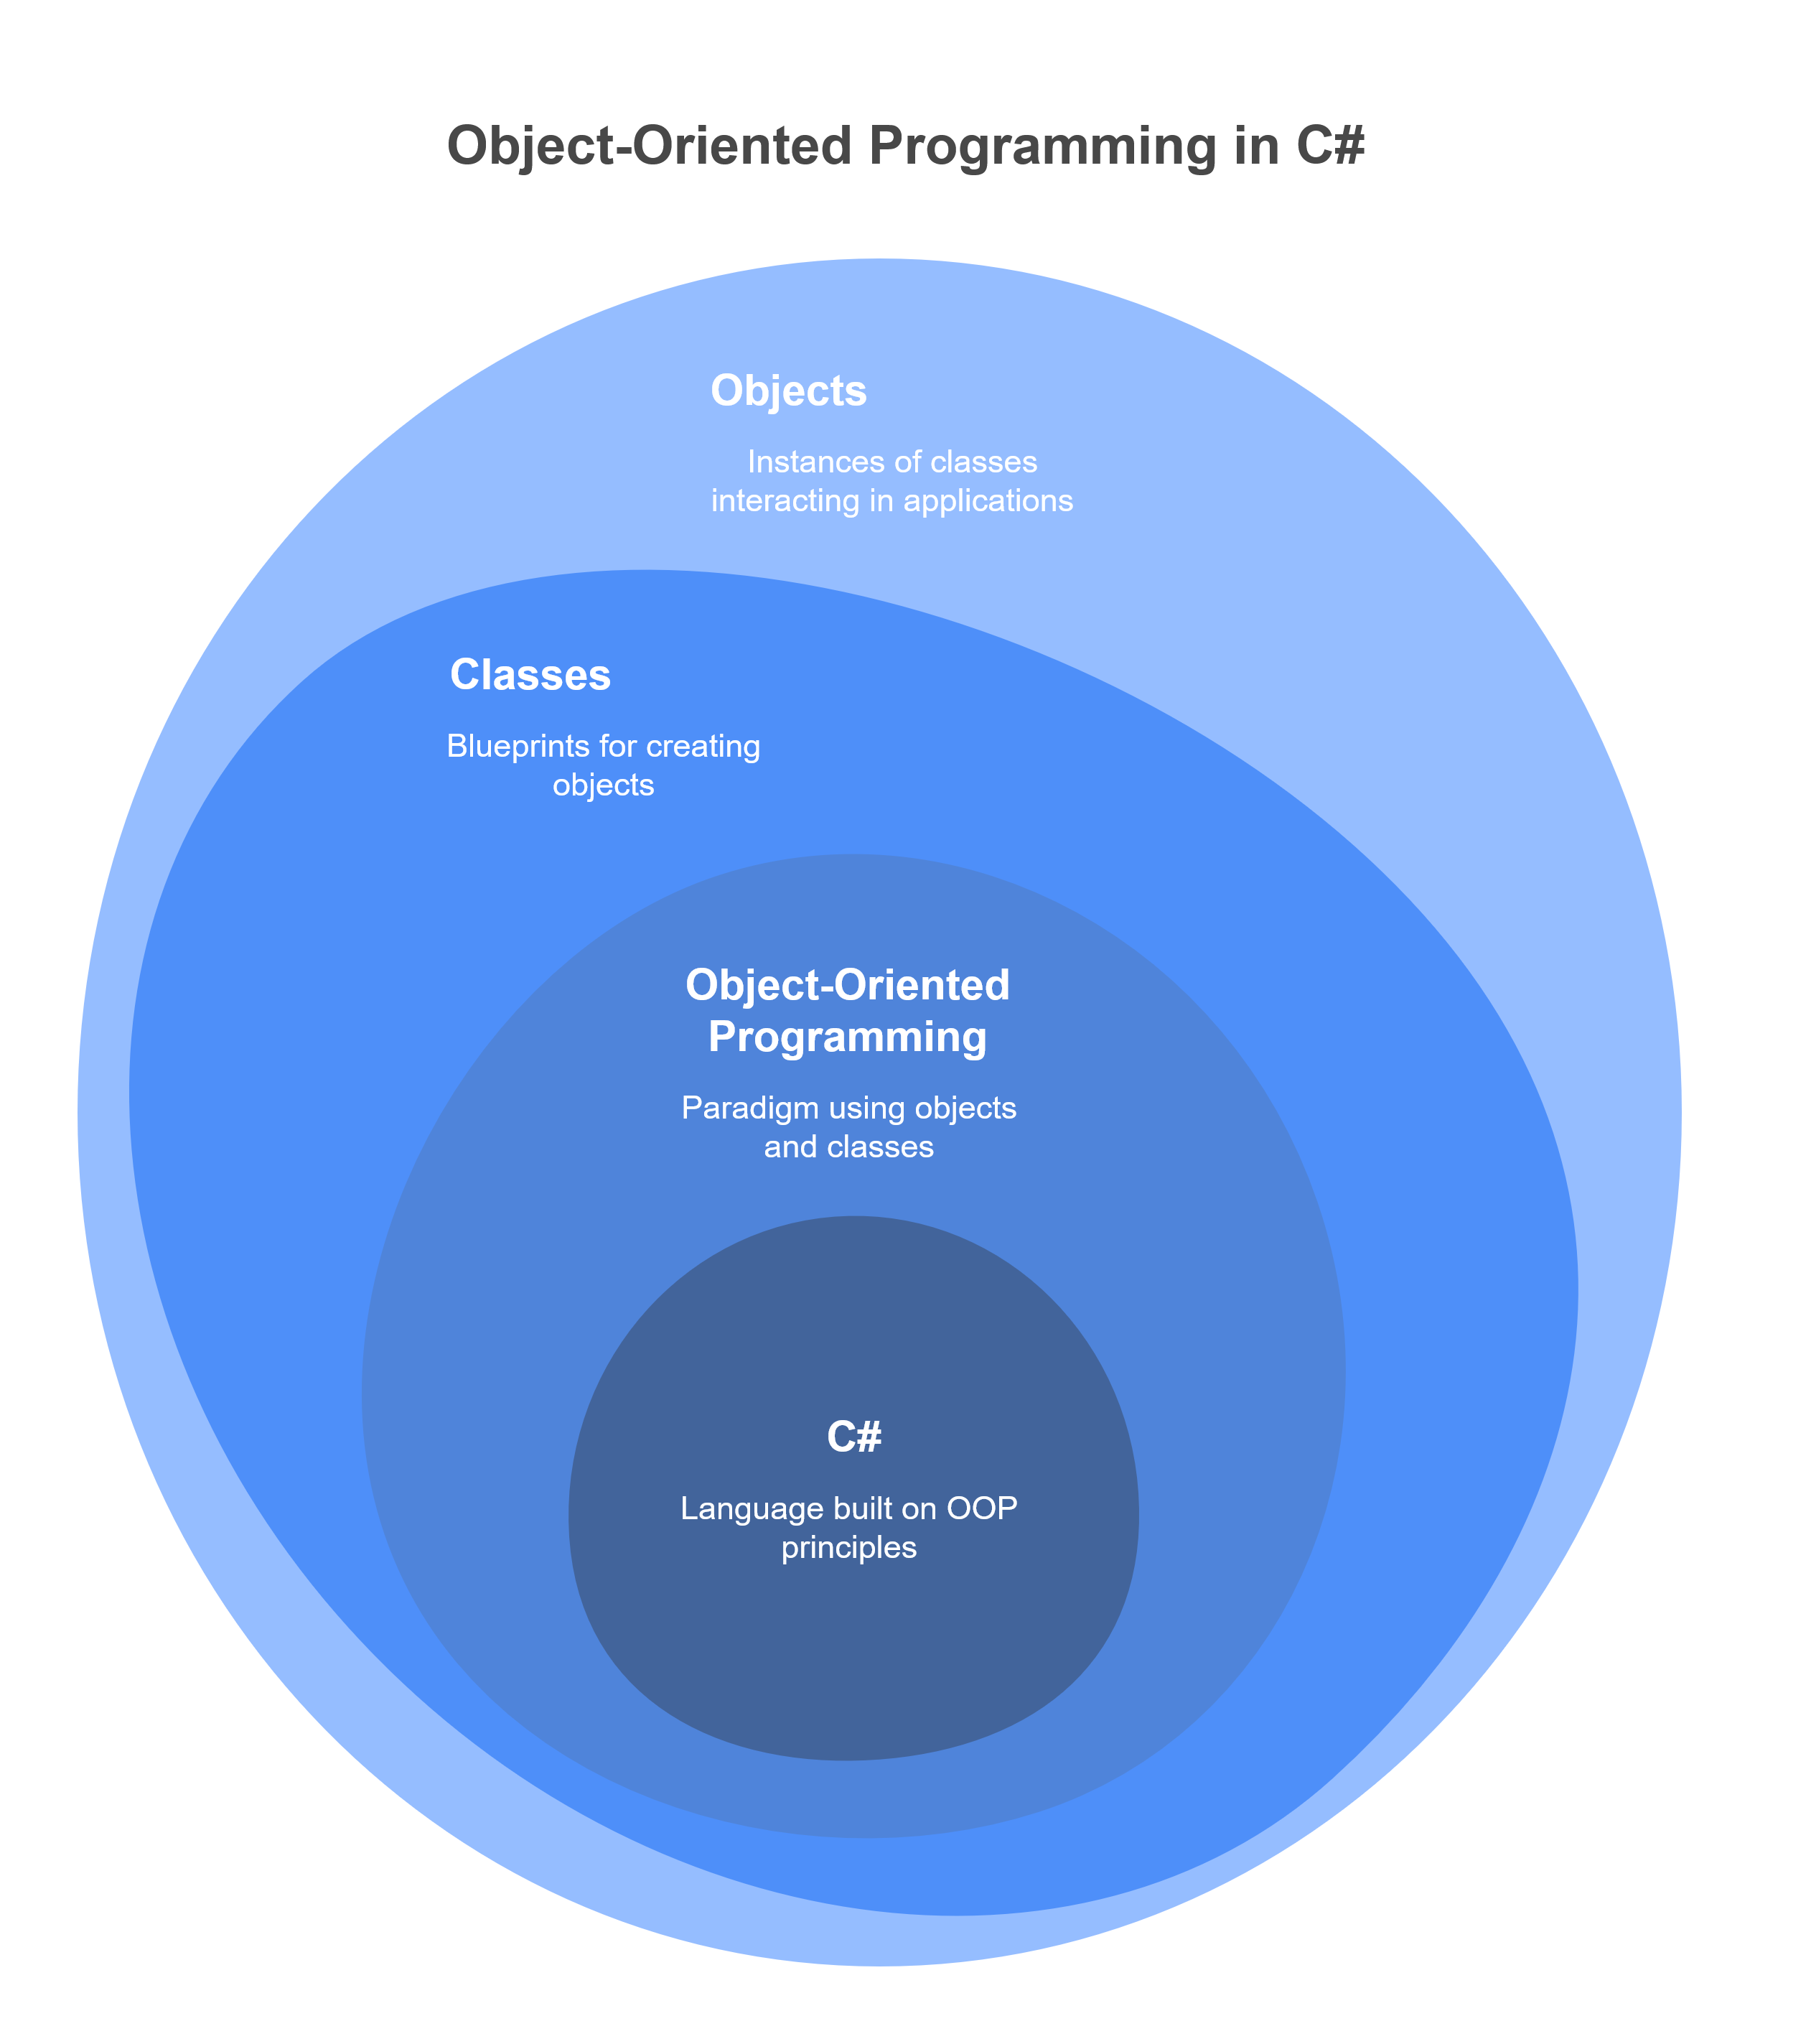 Object-Oriented Programming in C#
Objects
Instances of classes
interacting in applications
Classes
Blueprints for creating
objects
Object-Oriented
Programming
Paradigm using objects
and classes
C#
Language built on OOP
principles